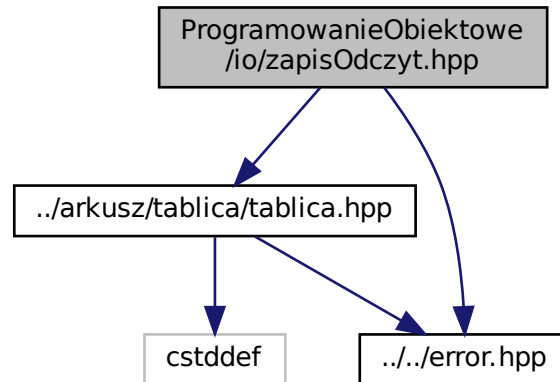 ProgramowanieObiektowe
/io/zapisOdczyt.hpp
../arkusz/tablica/tablica.hpp
cstddef
../../error.hpp